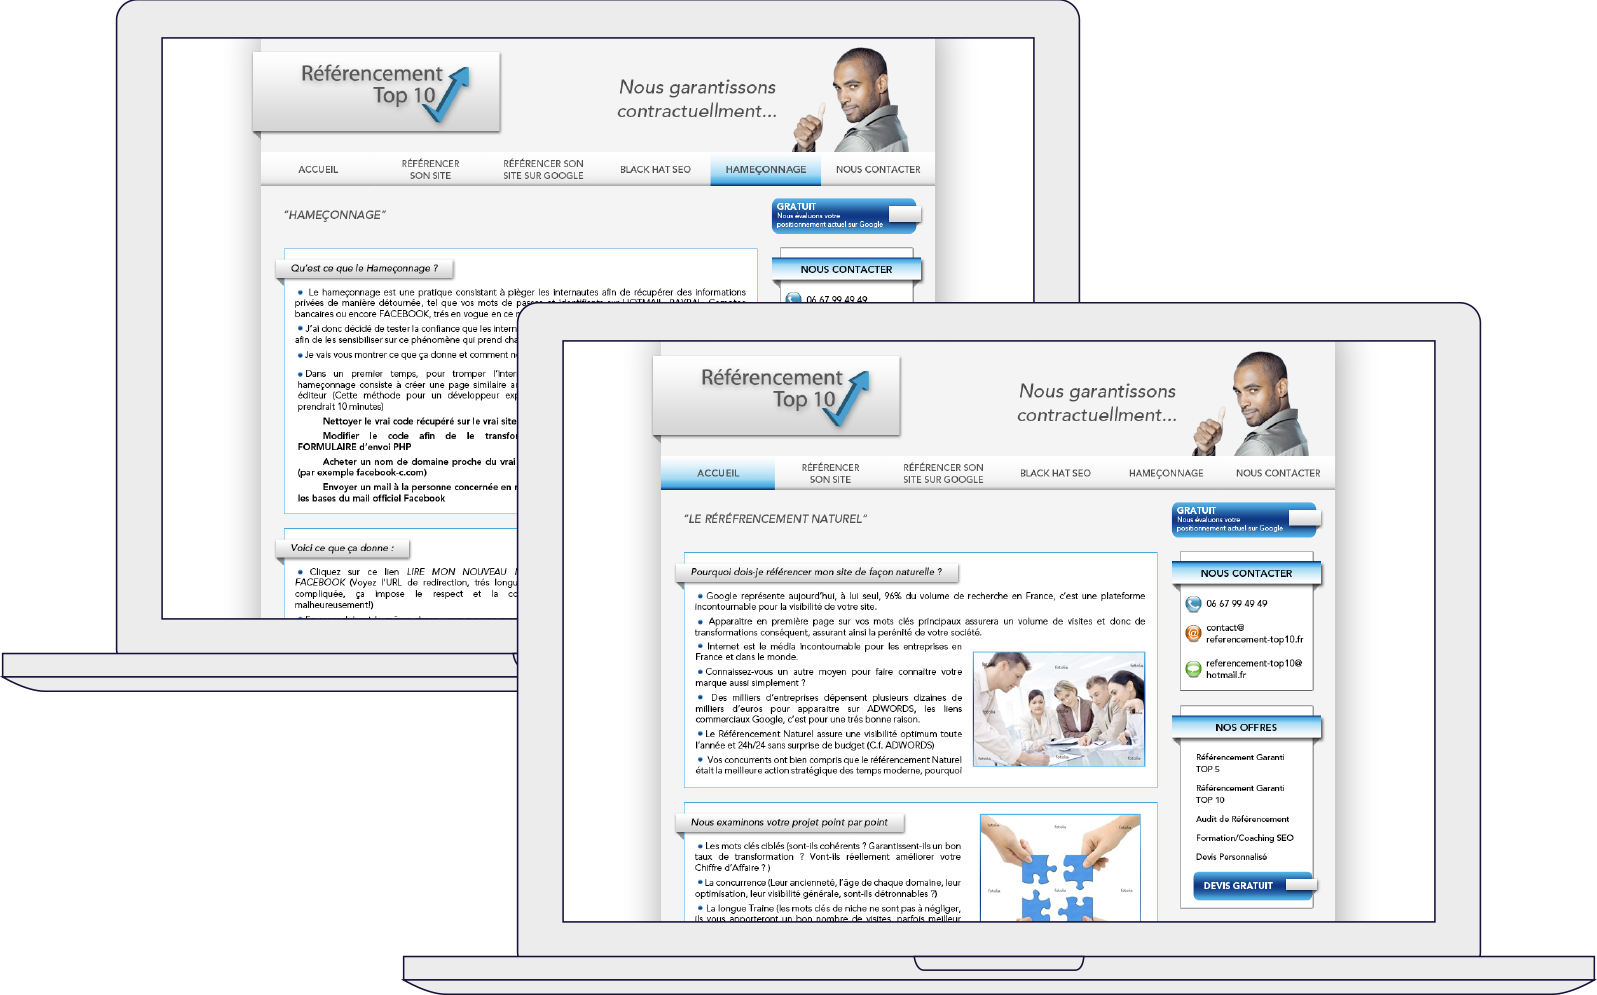 Référencement
Top 10
Nous garantissons
contractuellment...
ACCUEIL
RÉFÉRENCER
SON SITE
RÉFÉRENCER SON
SITE SUR GOOGLE
BLACK HAT SEO
HAMEÇONNAGE
NOUS CONTACTER
"HAMEÇONNAGE"
GRATUIT
Nous évaluons votre
positionnement actuel sur Google
NOUS CONTACTER
06 67 99 49 49
Qu'est ce que le Hameçonnage ?
• Le hameçonnage est une pratique consistant à pièger les internautes afin de récupérer des informations
privées de manière détournée, tel que vos mots de passes et identifiants sur HOTMAIL, PAYPAL, Comptes
bancaires ou encore FACEBOOK, trés en vogue en ce
• J'ai donc décidé de tester la confiance que les intern
afin de les sensibiliser sur ce phénomène qui prend cha
• Je vais vous montrer ce que ça donne et comment
• Dans un premier temps, pour tromper l'inter
hameçonnage consiste à créer une page similaire
éditeur (Cette méthode pour un développeur exp
prendrait 10 minutes)
Nettoyer le vrai code récupéré sur le vrai site
Modifier le code afin de le transfor
FORMULAIRE d'envoi PHP
Acheter un nom de domaine proche du vrai
(par exemple facebook-c.com)
Envoyer un mail à la personne concernée en
les bases du mail officiel Facebook
Voici ce que ça donne :
• Cliquez sur ce lien LIRE MON NOUVEAU
FACEBOOK (Voyez l'URL de redirection, trés longu
compliquée, ça impose le respect et la co
malheureusement!)
Référencement
Top 10
Nous garantissons
contractuellment...
ACCUEIL
RÉFÉRENCER
SON SITE
RÉFÉRENCER SON
SITE SUR GOOGLE
BLACK HAT SEO
HAMEÇONNAGE
NOUS CONTACTER
"LE RÉRÉFRENCEMENT NATUREL"
GRATUIT
Nous évaluons votre
positionnement actuel sur Google
Pourquoi dois-je référencer mon site de façon naturelle ?
• Google représente aujourd'hui, à lui seul, 96% du volume de recherche en France, c'est une plateforme
incontournable pour la visibilité de votre site.
• Apparaitre en première page sur vos mots clés principaux assurera un volume de visites et donc de
transformations conséquent, assurant ainsi la perénité de votre société.
• Internet est le média incontournable pour les entreprises en
France et dans le monde.
• Connaissez-vous un autre moyen pour faire connaitre votre
marque aussi simplement ?
• Des milliers d'entreprises dépensent plusieurs dizaines de
milliers d'euros pour apparaitre sur ADWORDS, les liens
commerciaux Google, c'est pour une trés bonne raison.
• Le Référencement Naturel assure une visibilité optimum toute
l'année et 24h/24 sans surprise de budget (C.f. ADWORDS)
• Vos concurrents ont bien compris que le référencement Naturel
était la meilleure action stratégique des temps moderne, pourquoi
fotolia
Nous examinons votre projet point par point
• Les mots clés ciblés (sont-ils cohérents ? Garantissent-ils un bon
taux de transformation ? Vont-ils réellement améliorer votre
Chiffre d'Affaire ? )
• La concurrence (Leur ancienneté, l'âge de chaque domaine, leur
optimisation, leur visibilité générale, sont-ils détronnables ?)
• La longue Traine (les mots clés de niche ne sont pas à négliger,
ils vous apporteront un bon nombre de visites, parfois meilleur
fotolia
NOUS CONTACTER
06 67 99 49 49
contact@
referencement-top10.fr
referencement-top10@
hotmail.fr
NOS OFFRES
Référencement Garanti
TOP 5
Référencement Garanti
TOP 10
Audit de Référencement
Formation/Coaching SEO
Devis Personnalisé
DEVIS GRATUIT